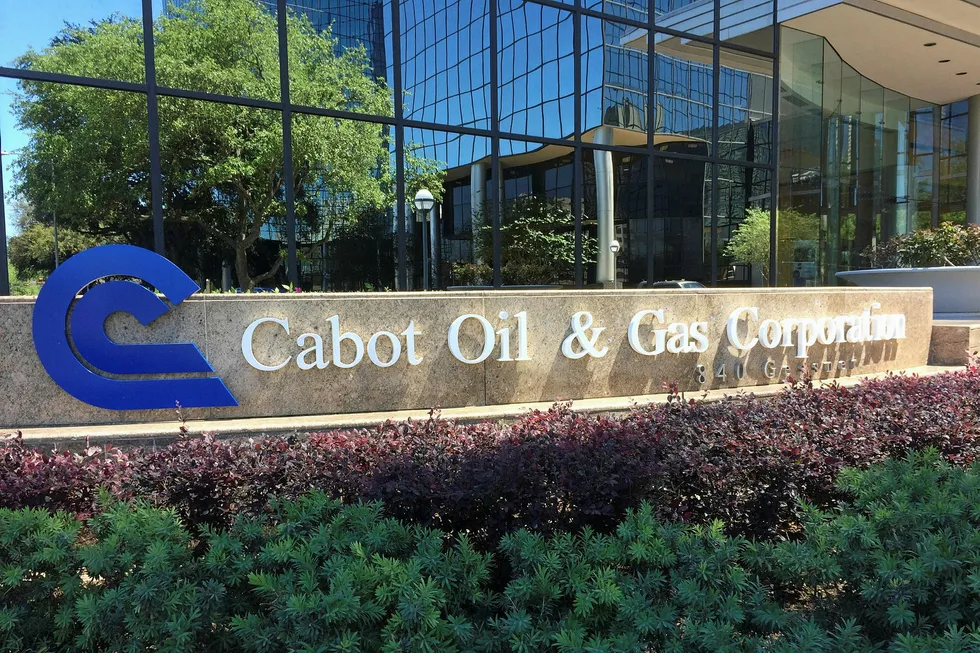 Cabot Oil & Gas Corporation
840 Gessner